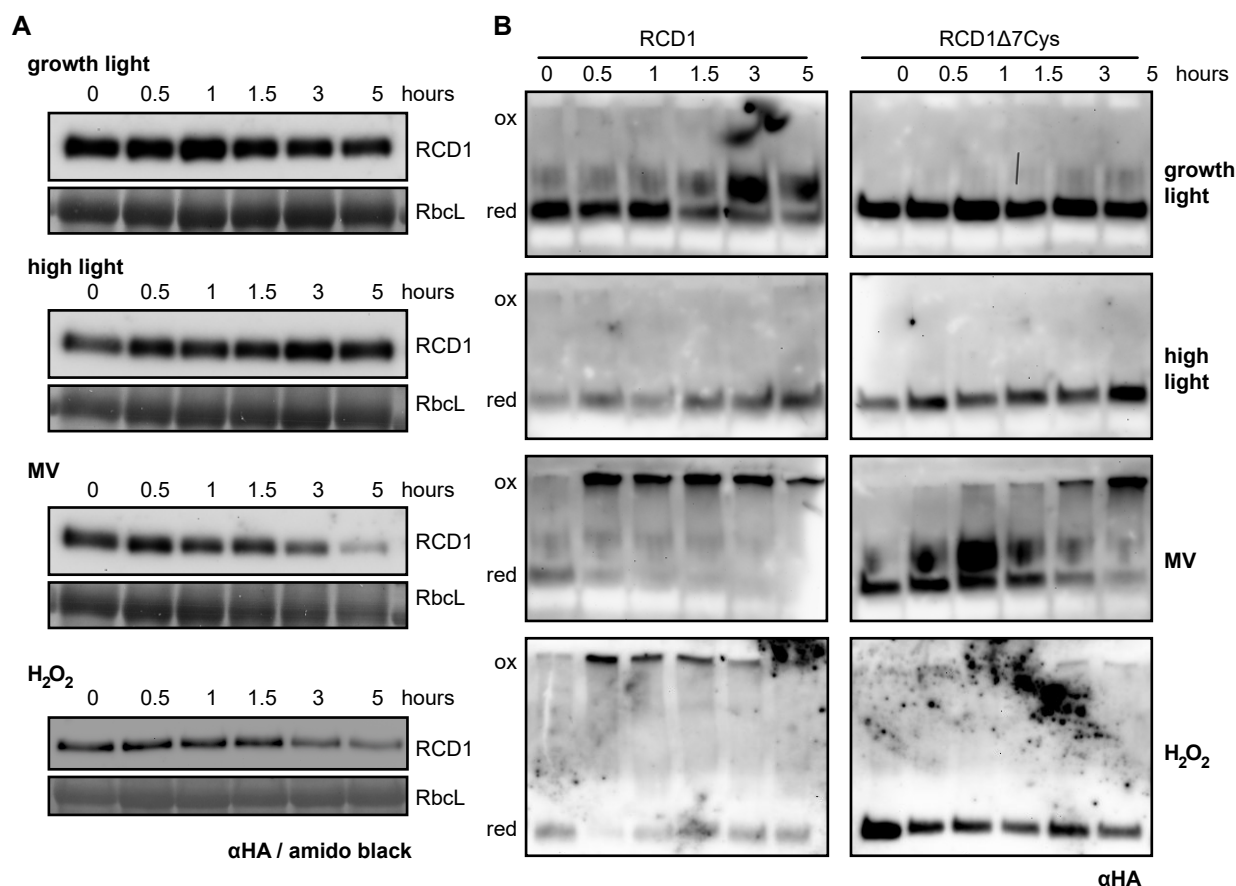 A
growth light
0 0.5 1 1.5 3 5 hours
RCD1
RbcL
high light
0 0.5 1 1.5 3 5 hours
RCD1
RbcL
MV
0 0.5 1 1.5 3 5 hours
RCD1
RbcL
H₂O₂
0 0.5 1 1.5 3 5 hours
RCD1
RbcL
αHA / amido black
B
RCD1 RCD1Δ7Cys
0 0.5 1 1.5 3 5 0 0.5 1 1.5 3 5 hours
ox
red
growth
light
ox
red
high
light
ox
red
MV
ox
red
H₂O₂
αHA